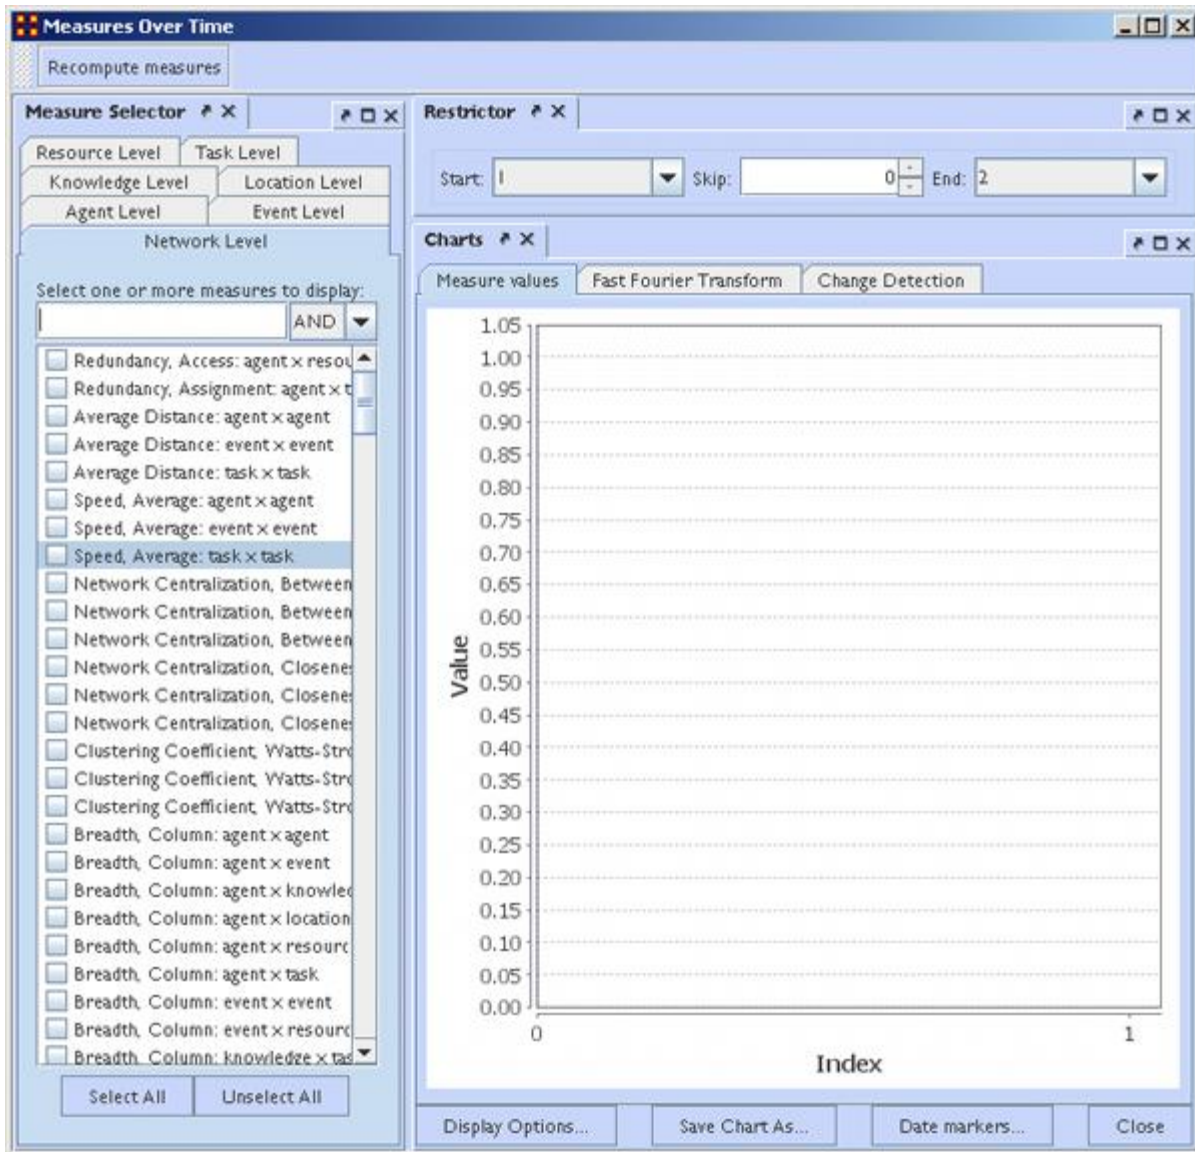 Measures Over Time
Recompute measures
Measure Selector
Resource Level Task Level
Knowledge Level Location Level
Agent Level Event Level
Network Level
Select one or more measures to display:
AND
Redundancy, Access: agent × resou
Redundancy, Assignment: agent × t
Average Distance: agent × agent
Average Distance: event × event
Average Distance: task × task
Speed, Average: agent × agent
Speed, Average: event × event
Speed, Average: task × task
Network Centralization, Between
Network Centralization, Between
Network Centralization, Between
Network Centralization, Closene
Network Centralization, Closene
Network Centralization, Closene
Clustering Coefficient, Watts-Stro
Clustering Coefficient, Watts-Stro
Clustering Coefficient, Watts-Stro
Breadth, Column: agent × agent
Breadth, Column: agent × event
Breadth, Column: agent × knowled
Breadth, Column: agent × location
Breadth, Column: agent × resourc
Breadth, Column: agent × task
Breadth, Column: event × event
Breadth, Column: event × resourc
Breadth, Column: knowledge × tas
Select All Unselect All
Restrictor
Start: 1 Skip: 0 End: 2
Charts
Measure values Fast Fourier Transform Change Detection
1.05
1.00
0.95
0.90
0.85
0.80
0.75
0.70
0.65
0.60
0.55
0.50
0.45
0.40
0.35
0.30
0.25
0.20
0.15
0.10
0.05
0.00
Value
0 1
Index
Display Options... Save Chart As... Date markers... Close